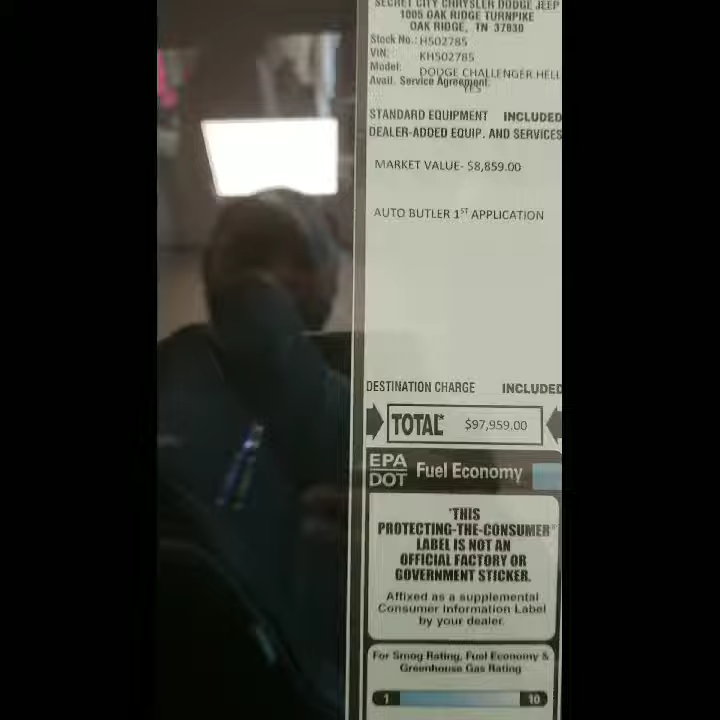 SECRET CITY CHRYSLER DODGE JEEP
1005 OAK RIDGE TURNPIKE
OAK RIDGE, TN 37830
Stock No.: H502785
VIN: KH502785
Model: DODGE CHALLENGER HELL
Avail. Service Agreement:
YES
STANDARD EQUIPMENT INCLUDED
DEALER-ADDED EQUIP. AND SERVICES
MARKET VALUE- $8,859.00
AUTO BUTLER 1ST APPLICATION
DESTINATION CHARGE INCLUDED
TOTAL* $97,959.00
EPA
DOT Fuel Economy
*THIS
PROTECTING-THE-CONSUMER®
LABEL IS NOT AN
OFFICIAL FACTORY OR
GOVERNMENT STICKER.
Affixed as a supplemental
Consumer Information Label
by your dealer.
For Smog Rating, Fuel Economy &
Greenhouse Gas Rating
1 10